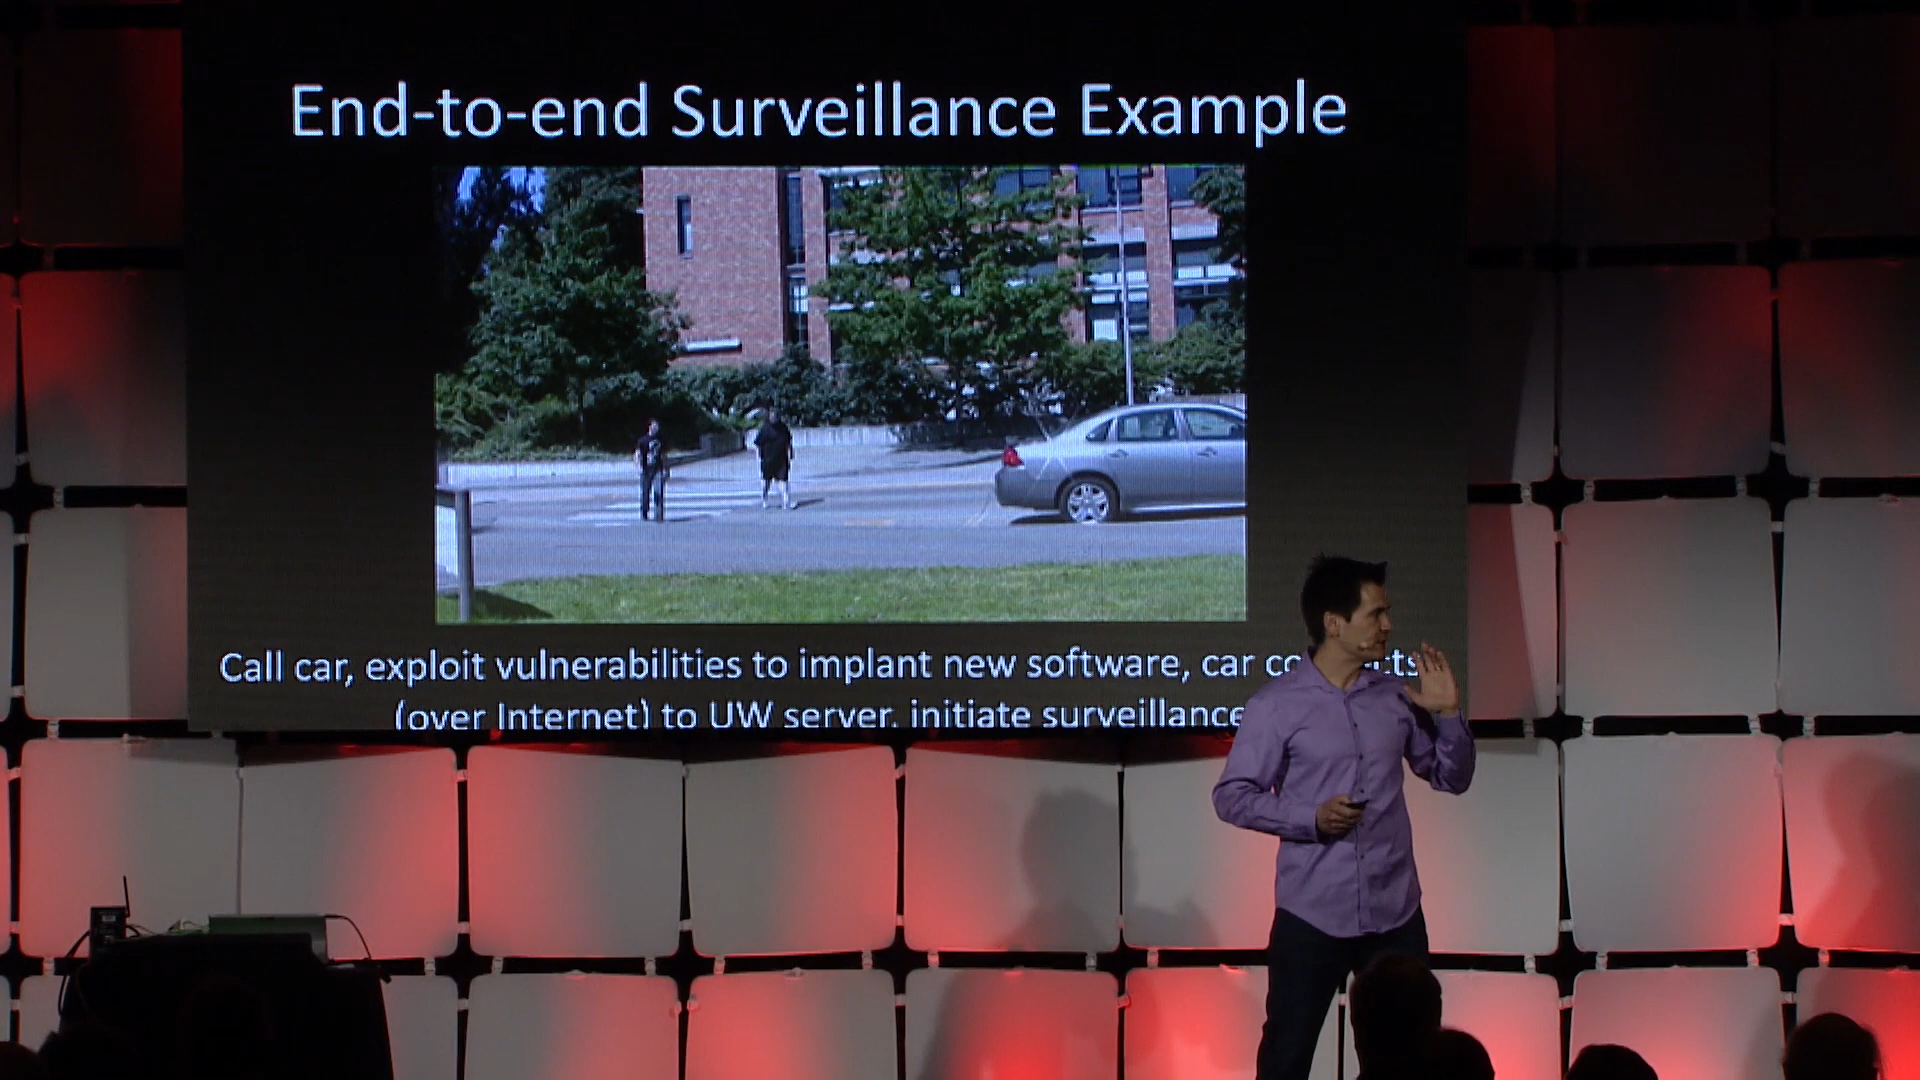 End-to-end Surveillance Example
Call car, exploit vulnerabilities to implant new software, car
(over Internet) to UW server, initiate surveillance